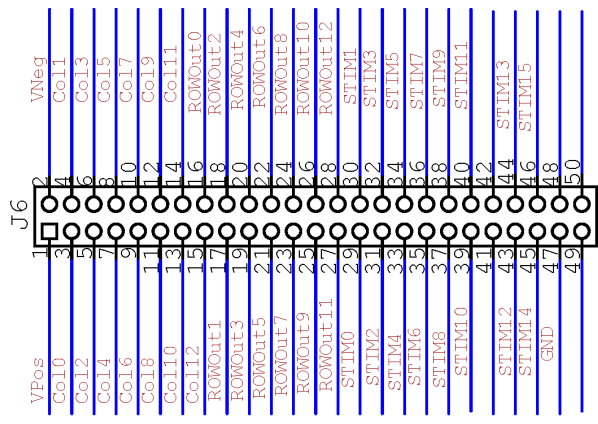 VNeg Col1 Col3 Col5 Col7 Col9 Col11 ROWOut0 ROWOut2 ROWOut4 ROWOut6 ROWOut8 ROWOut10 ROWOut12 STIM1 STIM3 STIM5 STIM7 STIM9 STIM11 STIM13 STIM15
2 4 6 8 10 12 14 16 18 20 22 24 26 28 30 32 34 36 38 40 42 44 46 48 50
J6
1 3 5 7 9 11 13 15 17 19 21 23 25 27 29 31 33 35 37 39 41 43 45 47 49
VPos Col0 Col2 Col4 Col6 Col8 Col10 Col12 ROWOut1 ROWOut3 ROWOut5 ROWOut7 ROWOut9 ROWOut11 STIM0 STIM2 STIM4 STIM6 STIM8 STIM10 STIM12 STIM14 GND